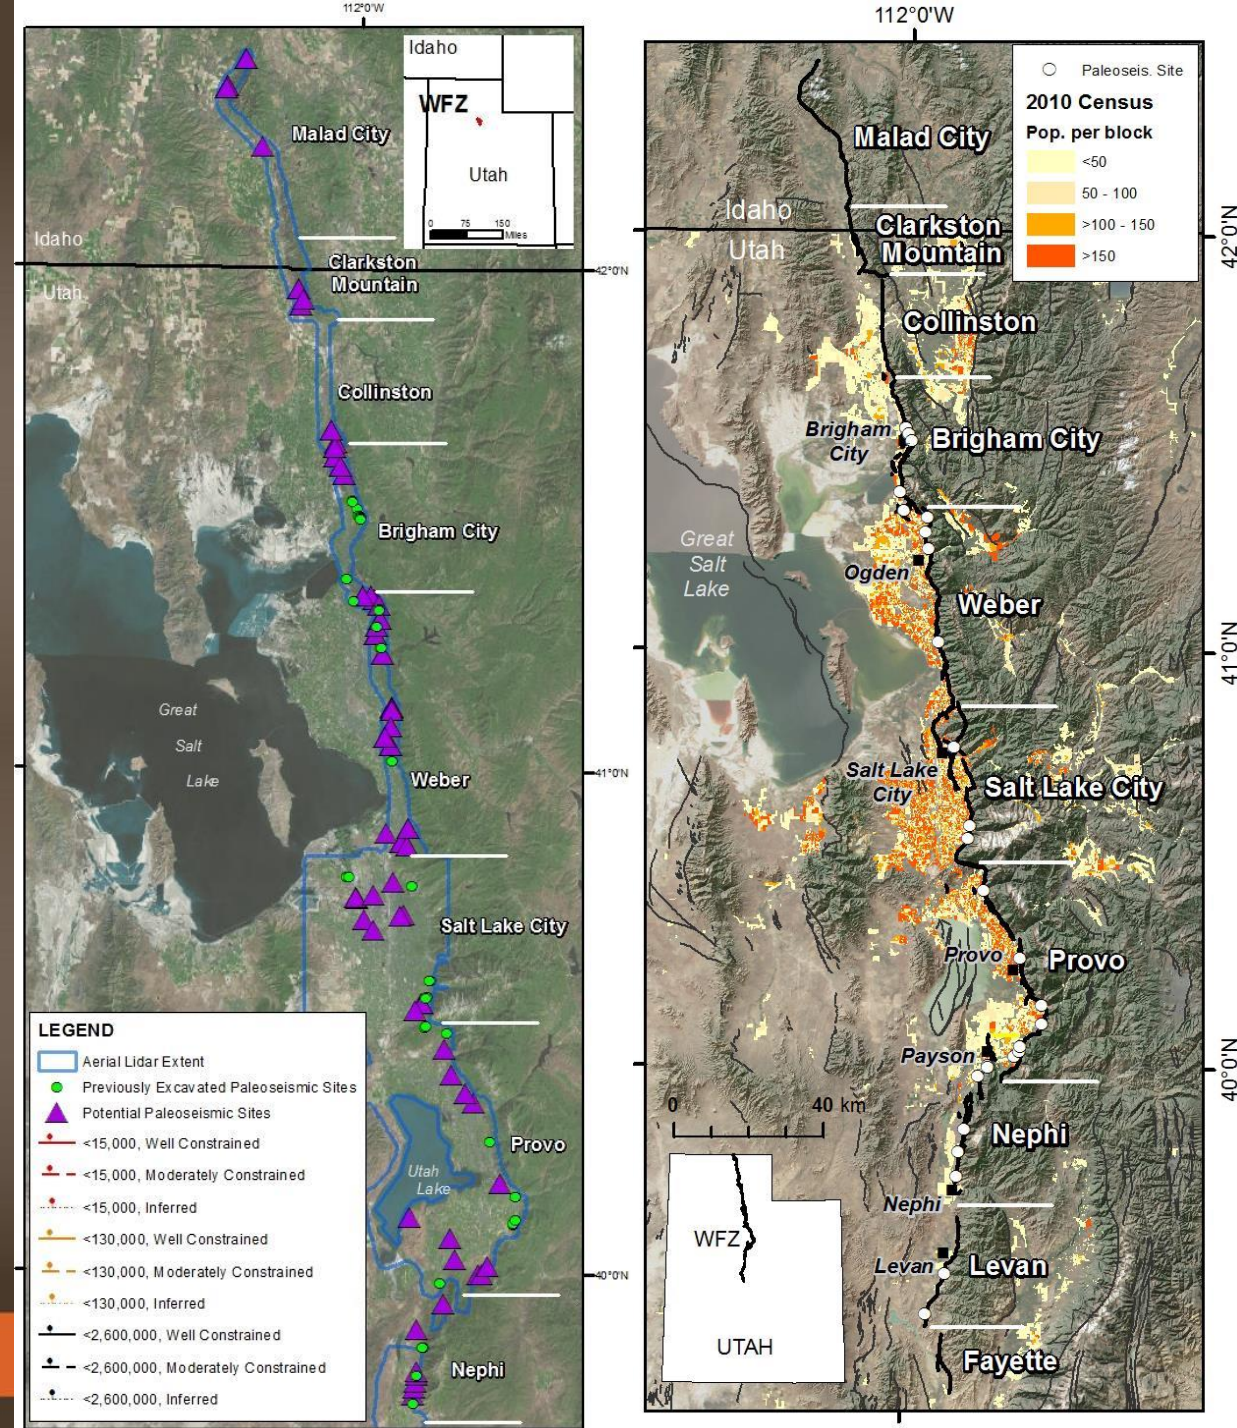 112°0'W
Idaho
WFZ
Utah
0 75 150
Miles
Malad City
Idaho
Utah
Clarkston
Mountain
42°0'N
Collinston
Brigham City
Great
Salt
Lake
41°0'N
Weber
Salt Lake City
LEGEND
Aerial Lidar Extent
Previously Excavated Paleoseismic Sites
Potential Paleoseismic Sites
<15,000, Well Constrained
<15,000, Moderately Constrained
<15,000, Inferred
<130,000, Well Constrained
<130,000, Moderately Constrained
<130,000, Inferred
<2,600,000, Well Constrained
<2,600,000, Moderately Constrained
<2,600,000, Inferred
Utah
Lake
Provo
40°0'N
Nephi
112°0'W
Paleoseis. Site
2010 Census
Pop. per block
<50
50 - 100
>100 - 150
>150
Malad City
Idaho
Utah
Clarkston
Mountain
42°0'N
Collinston
Brigham
City
Brigham City
Great
Salt
Lake
Ogden
Weber
41°0'N
Salt Lake
City
Salt Lake City
Provo
Provo
Payson
40°0'N
0 40 km
Nephi
Nephi
WFZ
UTAH
Levan
Levan
Fayette